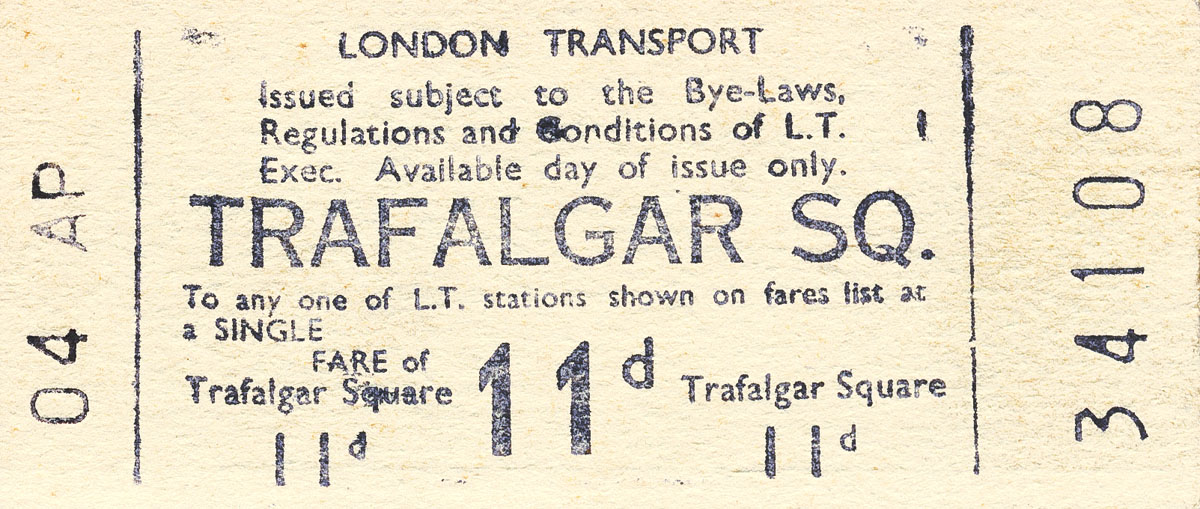 LONDON TRANSPORT
Issued subject to the Bye-Laws,
Regulations and Conditions of L.T. 1
Exec. Available day of issue only.
TRAFALGAR SQ.
To any one of L.T. stations shown on fares list at
a SINGLE
FARE of
Trafalgar Square 11d Trafalgar Square
11d 11d
04 AP
34108